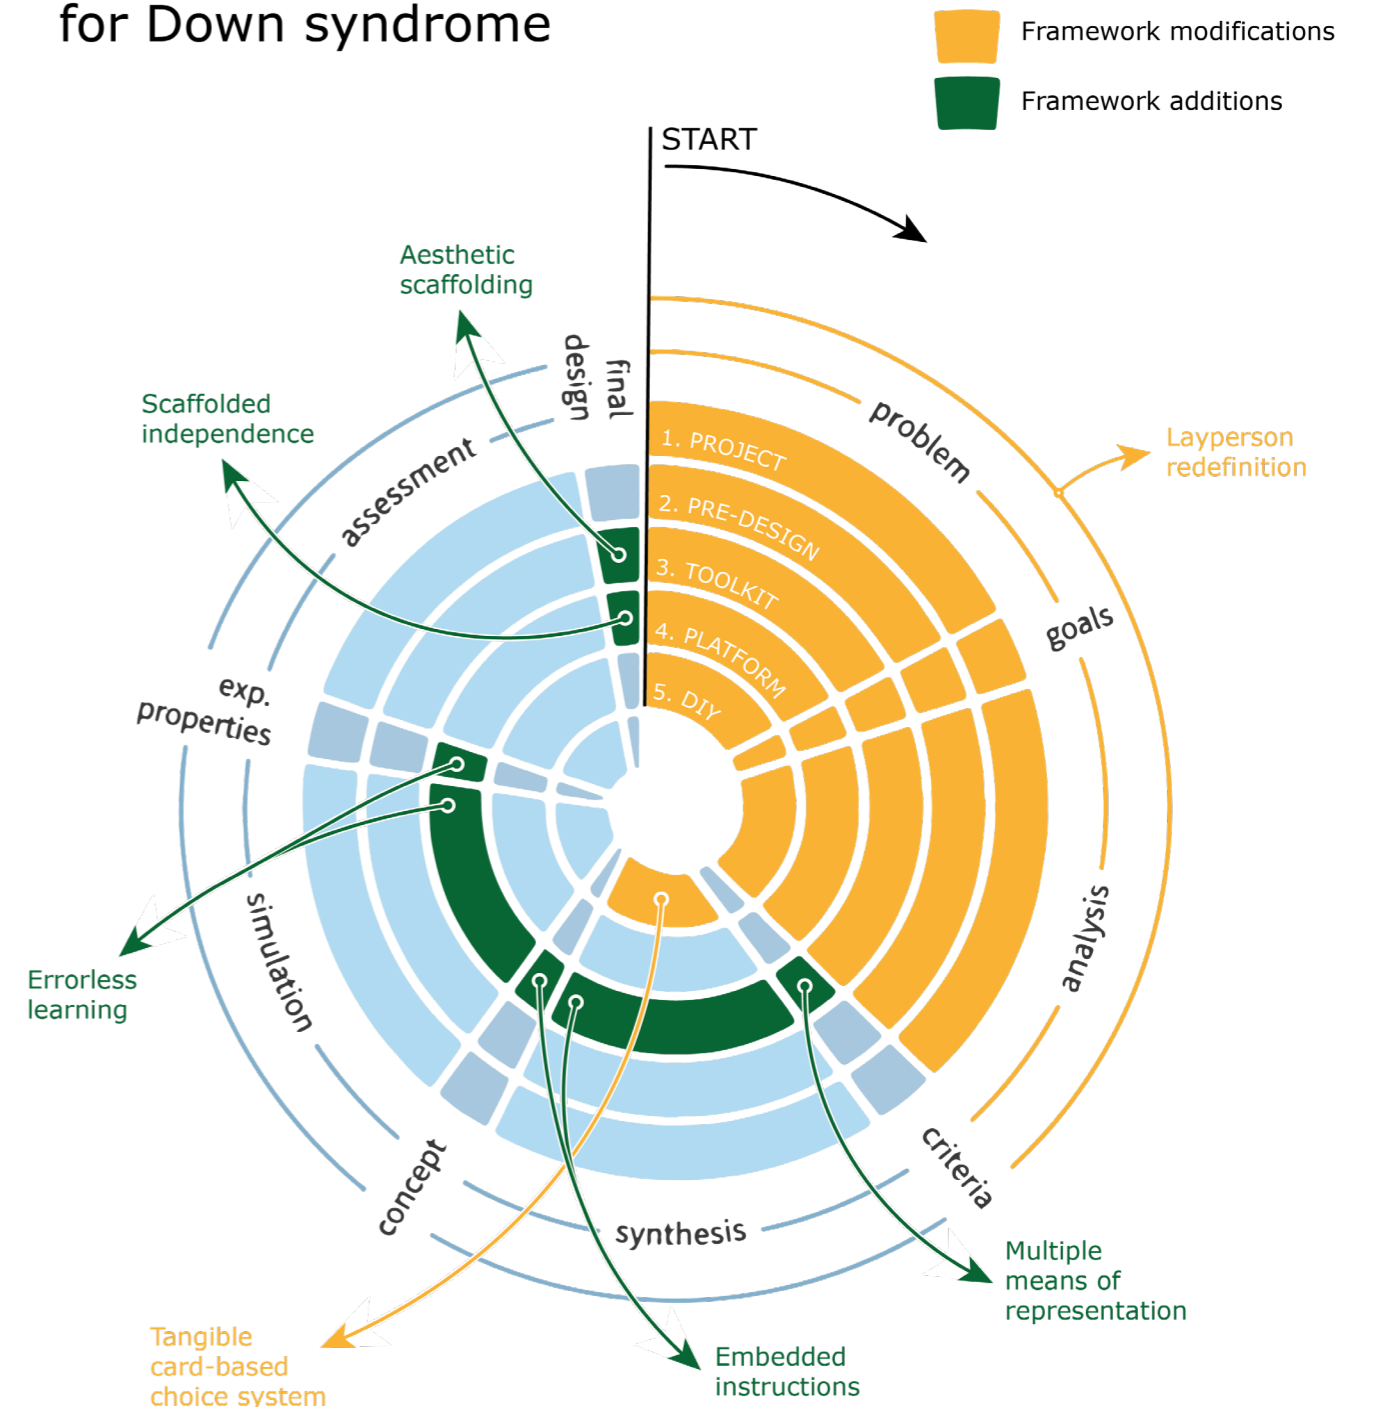 for Down syndrome
Framework modifications
Framework additions
START
Aesthetic
scaffolding
final
design
Scaffolded
independence
problem
Layperson
redefinition
1. PROJECT
assessment
2. PRE-DESIGN
3. TOOLKIT
goals
4. PLATFORM
exp.
properties
5. DIY
analysis
simulation
Errorless
learning
criteria
concept
synthesis
Multiple
means of
representation
Tangible
card-based
choice system
Embedded
instructions